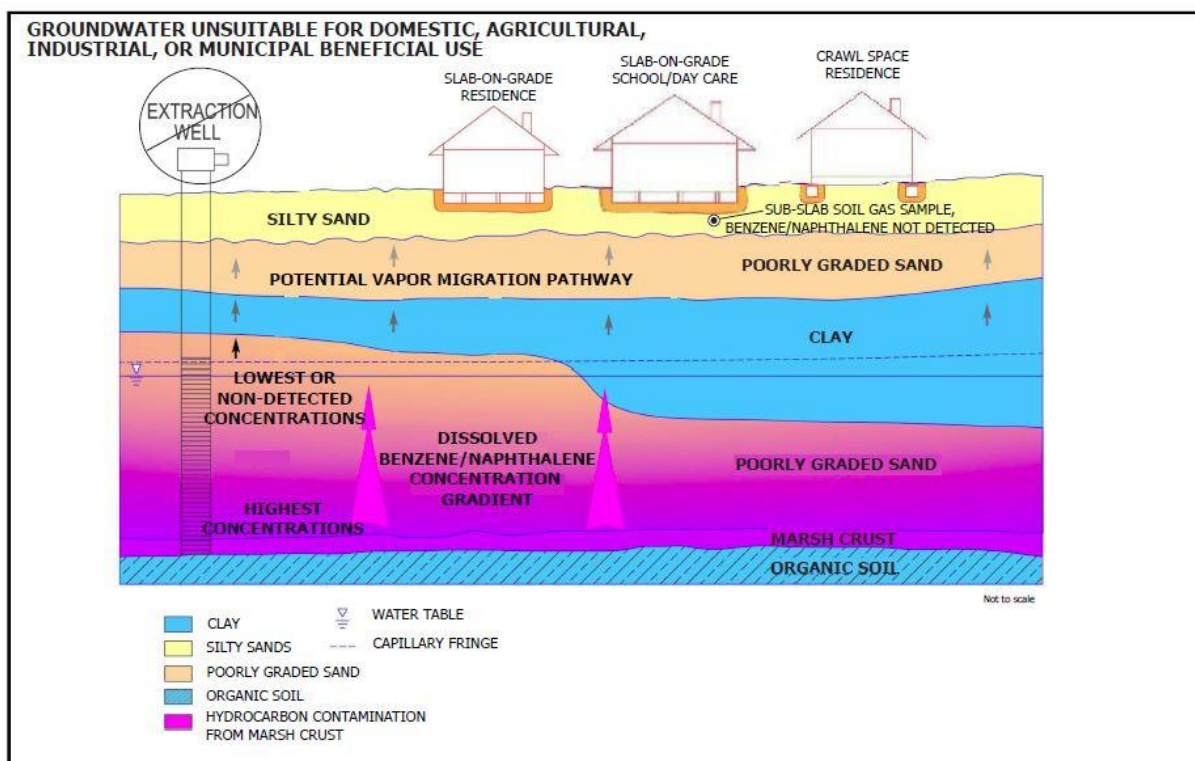 GROUNDWATER UNSUITABLE FOR DOMESTIC, AGRICULTURAL,
INDUSTRIAL, OR MUNICIPAL BENEFICIAL USE
EXTRACTION
WELL
SLAB-ON-GRADE
RESIDENCE
SLAB-ON-GRADE
SCHOOL/DAY CARE
CRAWL SPACE
RESIDENCE
SILTY SAND
SUB-SLAB SOIL GAS SAMPLE,
BENZENE/NAPHTHALENE NOT DETECTED
POTENTIAL VAPOR MIGRATION PATHWAY
POORLY GRADED SAND
CLAY
LOWEST OR
NON-DETECTED
CONCENTRATIONS
DISSOLVED
BENZENE/NAPHTHALENE
CONCENTRATION
GRADIENT
POORLY GRADED SAND
HIGHEST
CONCENTRATIONS
MARSH CRUST
ORGANIC SOIL
Not to scale
CLAY
SILTY SANDS
POORLY GRADED SAND
ORGANIC SOIL
HYDROCARBON CONTAMINATION
FROM MARSH CRUST
WATER TABLE
CAPILLARY FRINGE